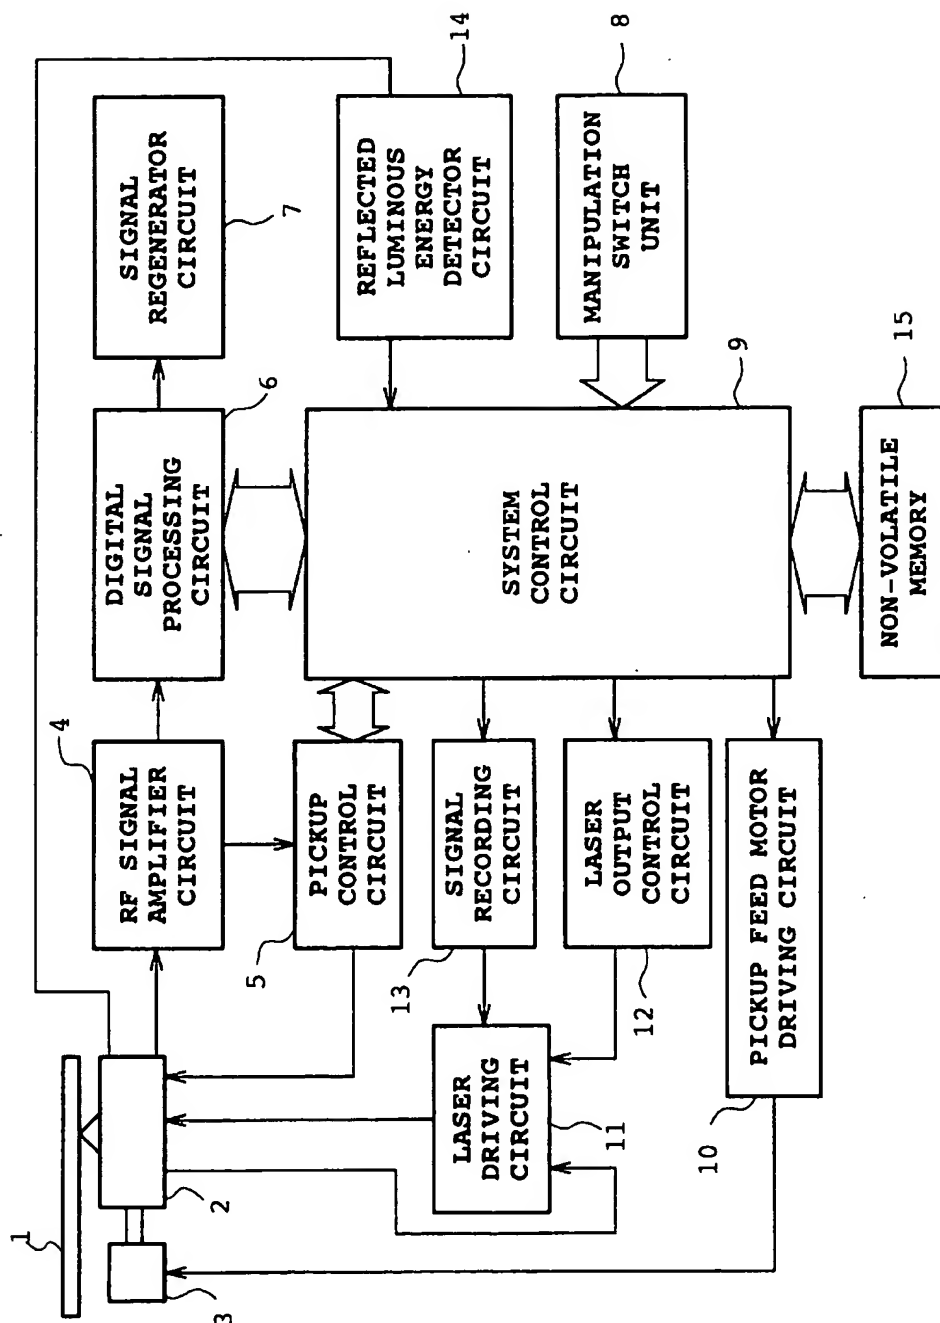 1
2
3
RF SIGNAL
AMPLIFIER
CIRCUIT
4
DIGITAL
SIGNAL
PROCESSING
CIRCUIT
6
SIGNAL
REGENERATOR
CIRCUIT
7
PICKUP
CONTROL
CIRCUIT
5
SYSTEM
CONTROL
CIRCUIT
9
REFLECTED
LUMINOUS
ENERGY
DETECTOR
CIRCUIT
14
MANIPULATION
SWITCH
UNIT
8
SIGNAL
RECORDING
CIRCUIT
13
LASER
DRIVING
CIRCUIT
11
LASER
OUTPUT
CONTROL
CIRCUIT
12
PICKUP FEED MOTOR
DRIVING CIRCUIT
10
NON-VOLATILE
MEMORY
15